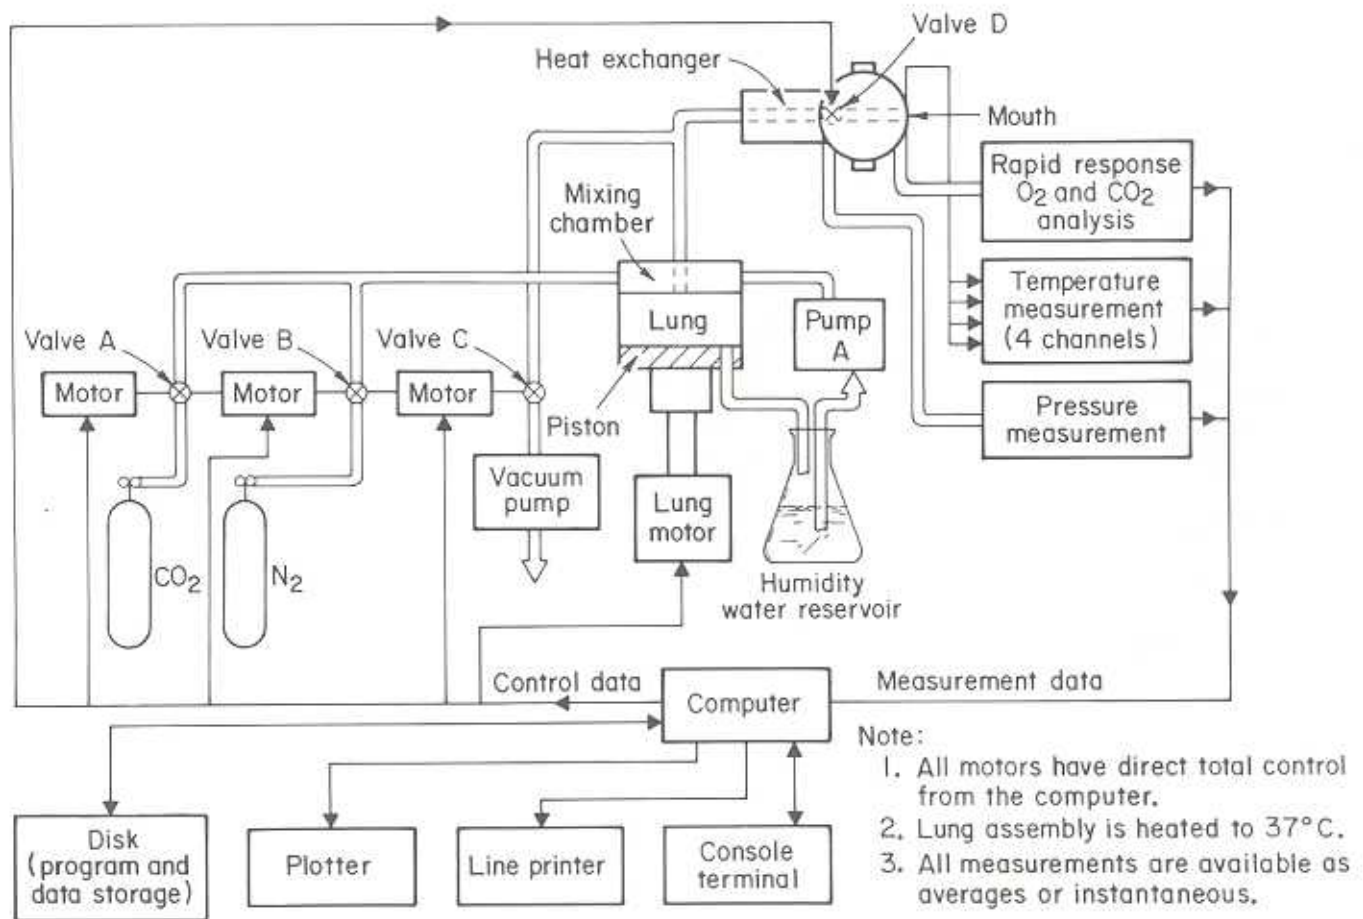 Valve D
Heat exchanger
Mouth
Rapid response
O2 and CO2
analysis
Mixing
chamber
Temperature
measurement
(4 channels)
Lung
Pump
A
Valve A
Valve B
Valve C
Motor
Motor
Motor
Piston
Pressure
measurement
Vacuum
pump
Lung
motor
CO2
N2
Humidity
water reservoir
Control data
Computer
Measurement data
Note:
1. All motors have direct total control
from the computer.
2. Lung assembly is heated to 37°C.
3. All measurements are available as
averages or instantaneous.
Disk
(program and
data storage)
Plotter
Line printer
Console
terminal